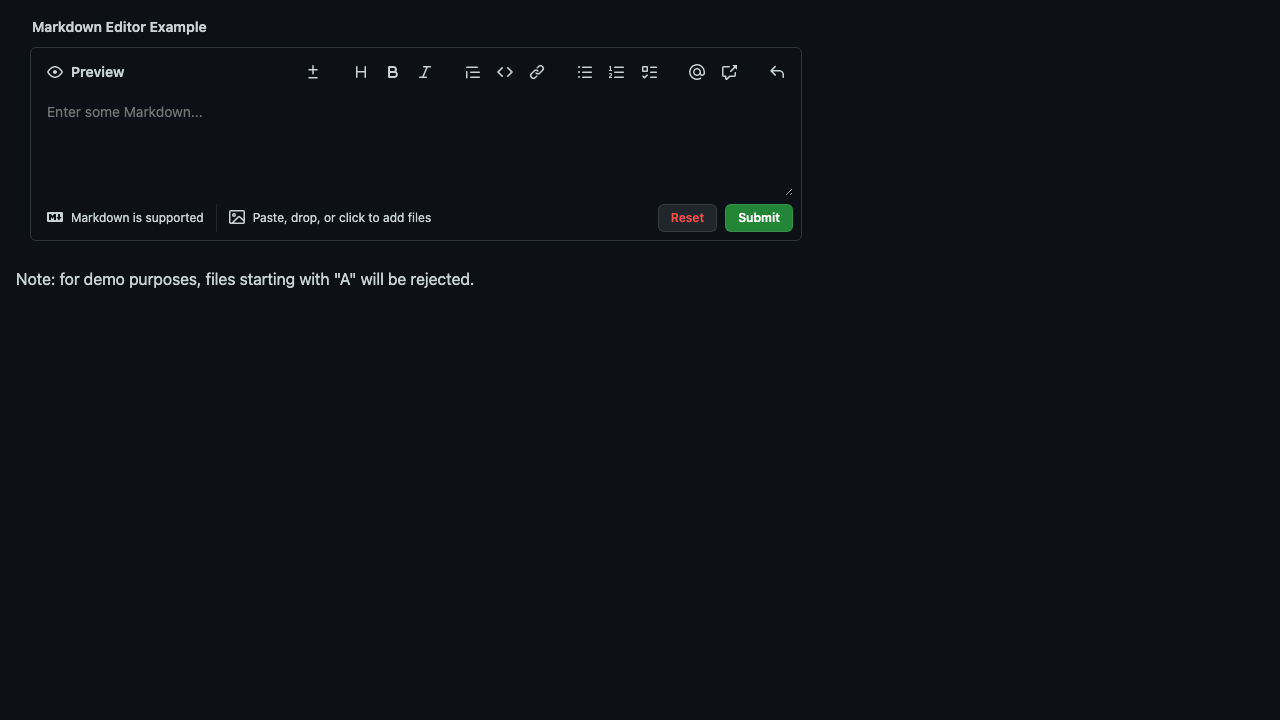 Markdown Editor Example
Preview
Enter some Markdown...
Markdown is supported
Paste, drop, or click to add files
Reset
Submit
Note: for demo purposes, files starting with "A" will be rejected.